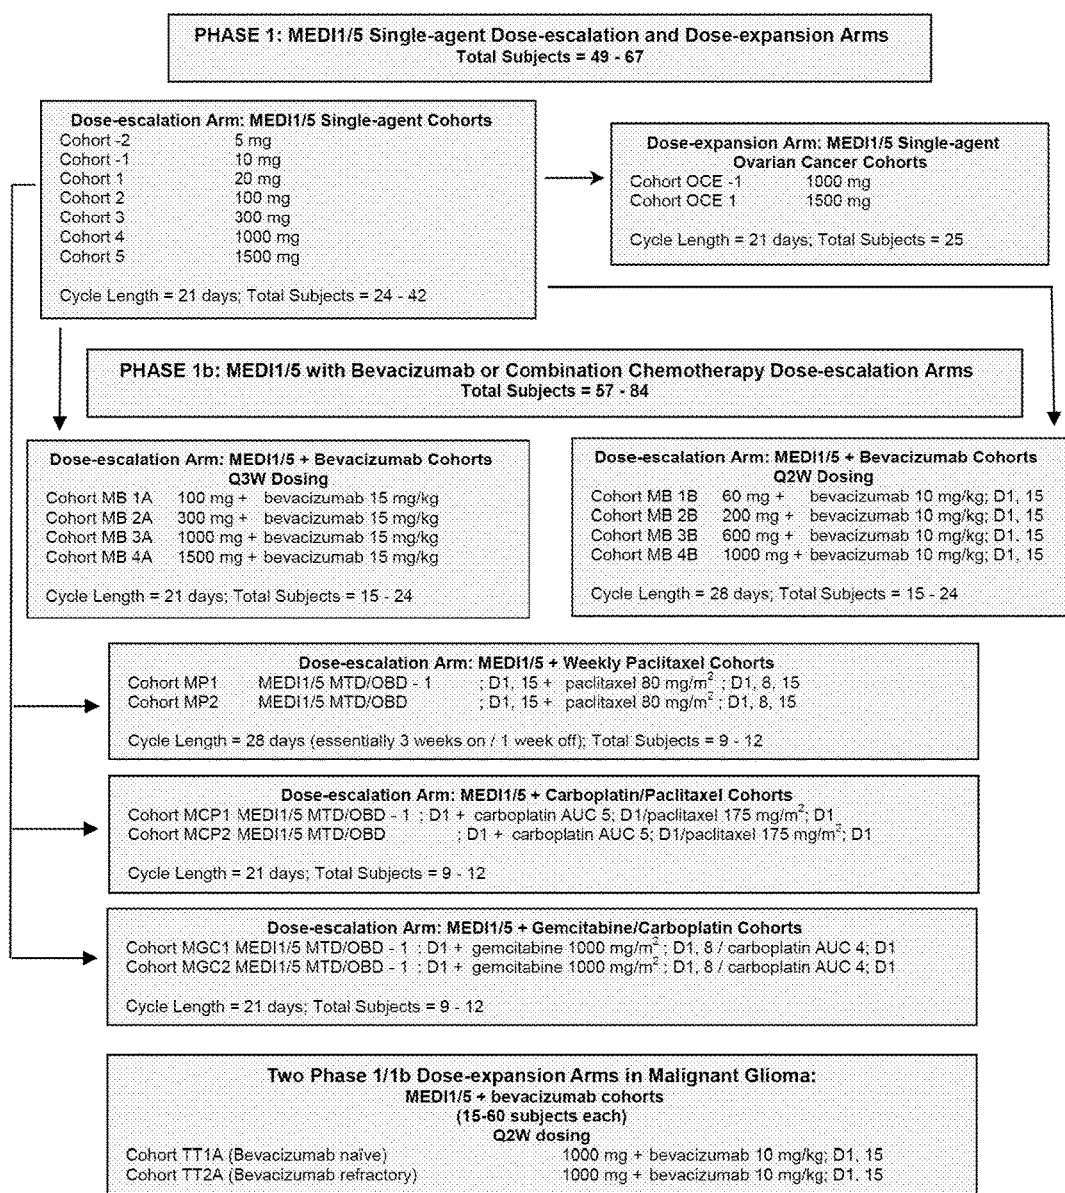 PHASE 1: MEDI1/5 Single-agent Dose-escalation and Dose-expansion Arms
Total Subjects = 49 - 67
Dose-escalation Arm: MEDI1/5 Single-agent Cohorts
Cohort -2 5 mg
Cohort -1 10 mg
Cohort 1 20 mg
Cohort 2 100 mg
Cohort 3 300 mg
Cohort 4 1000 mg
Cohort 5 1500 mg
Cycle Length = 21 days; Total Subjects = 24 - 42
Dose-expansion Arm: MEDI1/5 Single-agent
Ovarian Cancer Cohorts
Cohort OCE -1 1000 mg
Cohort OCE 1 1500 mg
Cycle Length = 21 days; Total Subjects = 25
PHASE 1b: MEDI1/5 with Bevacizumab or Combination Chemotherapy Dose-escalation Arms
Total Subjects = 57 - 84
Dose-escalation Arm: MEDI1/5 + Bevacizumab Cohorts
Q3W Dosing
Cohort MB 1A 100 mg + bevacizumab 15 mg/kg
Cohort MB 2A 300 mg + bevacizumab 15 mg/kg
Cohort MB 3A 1000 mg + bevacizumab 15 mg/kg
Cohort MB 4A 1500 mg + bevacizumab 15 mg/kg
Cycle Length = 21 days; Total Subjects = 15 - 24
Dose-escalation Arm: MEDI1/5 + Bevacizumab Cohorts
Q2W Dosing
Cohort MB 1B 60 mg + bevacizumab 10 mg/kg; D1, 15
Cohort MB 2B 200 mg + bevacizumab 10 mg/kg; D1, 15
Cohort MB 3B 600 mg + bevacizumab 10 mg/kg; D1, 15
Cohort MB 4B 1000 mg + bevacizumab 10 mg/kg; D1, 15
Cycle Length = 28 days; Total Subjects = 15 - 24
Dose-escalation Arm: MEDI1/5 + Weekly Paclitaxel Cohorts
Cohort MP1 MEDI1/5 MTD/OBD - 1 ; D1, 15 + paclitaxel 80 mg/m² ; D1, 8, 15
Cohort MP2 MEDI1/5 MTD/OBD ; D1, 15 + paclitaxel 80 mg/m² ; D1, 8, 15
Cycle Length = 28 days (essentially 3 weeks on / 1 week off); Total Subjects = 9 - 12
Dose-escalation Arm: MEDI1/5 + Carboplatin/Paclitaxel Cohorts
Cohort MCP1 MEDI1/5 MTD/OBD - 1 ; D1 + carboplatin AUC 5; D1/paclitaxel 175 mg/m²; D1
Cohort MCP2 MEDI1/5 MTD/OBD ; D1 + carboplatin AUC 5; D1/paclitaxel 175 mg/m²; D1
Cycle Length = 21 days; Total Subjects = 9 - 12
Dose-escalation Arm: MEDI1/5 + Gemcitabine/Carboplatin Cohorts
Cohort MGC1 MEDI1/5 MTD/OBD - 1 ; D1 + gemcitabine 1000 mg/m² ; D1, 8 / carboplatin AUC 4; D1
Cohort MGC2 MEDI1/5 MTD/OBD - 1 ; D1 + gemcitabine 1000 mg/m² ; D1, 8 / carboplatin AUC 4; D1
Cycle Length = 21 days; Total Subjects = 9 - 12
Two Phase 1/1b Dose-expansion Arms in Malignant Glioma:
MEDI1/5 + bevacizumab cohorts
(15-60 subjects each)
Q2W dosing
Cohort TT1A (Bevacizumab naïve) 1000 mg + bevacizumab 10 mg/kg; D1, 15
Cohort TT2A (Bevacizumab refractory) 1000 mg + bevacizumab 10 mg/kg; D1, 15